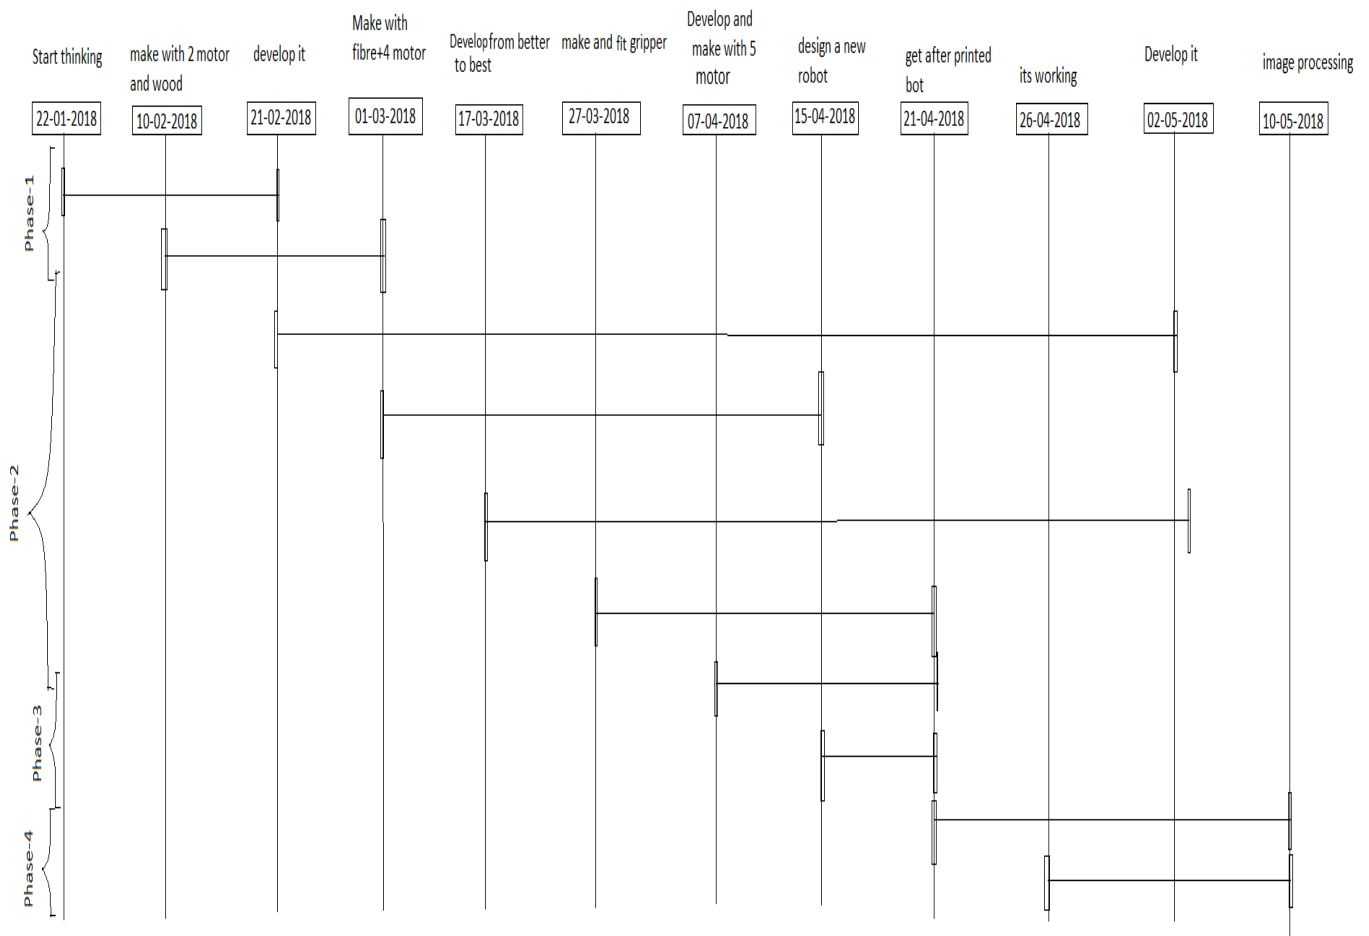 Start thinking
make with 2 motor
and wood
develop it
Make with
fibre+4 motor
Develop from better
to best
make and fit gripper
Develop and
make with 5
motor
design a new
robot
get after printed
bot
its working
Develop it
image processing
22-01-2018
10-02-2018
21-02-2018
01-03-2018
17-03-2018
27-03-2018
07-04-2018
15-04-2018
21-04-2018
26-04-2018
02-05-2018
10-05-2018
Phase-1
Phase-2
Phase-3
Phase-4